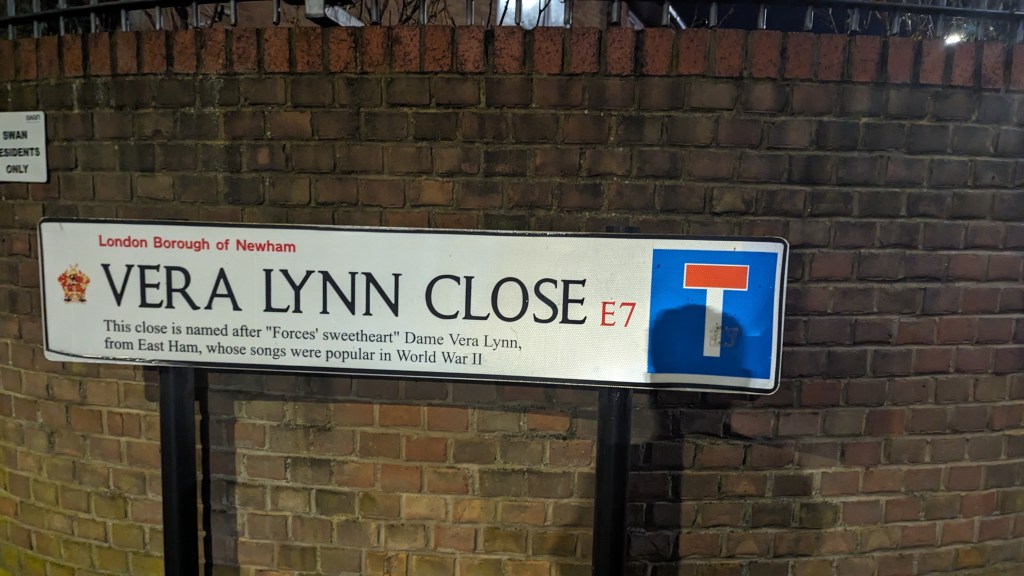 SWAN
ESIDENTS
ONLY
London Borough of Newham
VERA LYNN CLOSE E7
This close is named after "Forces' sweetheart" Dame Vera Lynn,
from East Ham, whose songs were popular in World War II